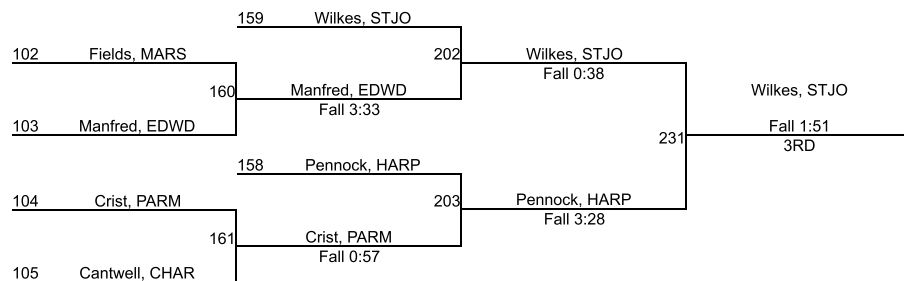 159 Wilkes, STJO
102 Fields, MARS
202 Wilkes, STJO
Fall 0:38
160 Manfred, EDWD
Fall 3:33
Wilkes, STJO
103 Manfred, EDWD
Fall 1:51
231
3RD
158 Pennock, HARP
104 Crist, PARM
203 Pennock, HARP
Fall 3:28
161 Crist, PARM
Fall 0:57
105 Cantwell, CHAR